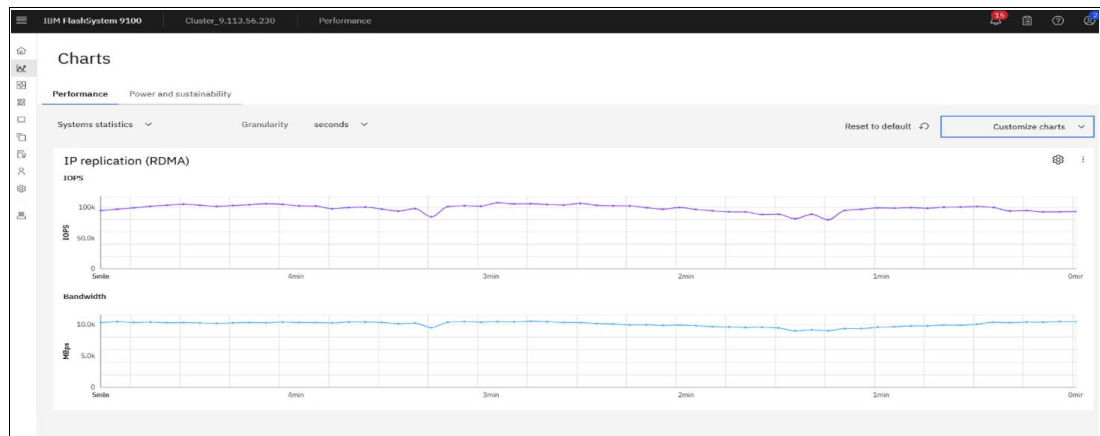 IBM FlashSystem 9100 Cluster_9.113.56.230 Performance 15 2
Charts
Performance Power and sustainability
Systems statistics Granularity seconds Reset to default Customize charts
IP replication (RDMA)
IOPS
100k
IOPS
50.0k
0
5min 4min 3min 2min 1min 0min
Bandwidth
10.0k
MBps
5.0k
0
5min 4min 3min 2min 1min 0min